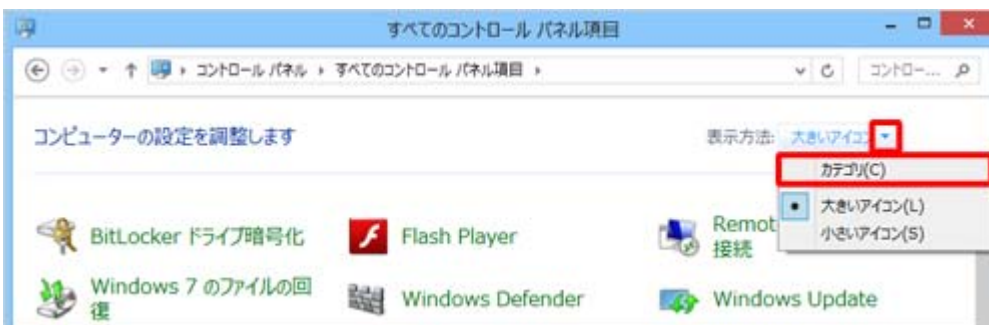 すべてのコントロール パネル項目
コントロール パネル
すべてのコントロール パネル項目
コントロー...
コンピューターの設定を調整します
表示方法:
大きいアイコン
カテゴリ(C)
大きいアイコン(L)
小さいアイコン(S)
BitLocker ドライブ暗号化
Flash Player
Remot
接続
Windows 7 のファイルの回
復
Windows Defender
Windows Update